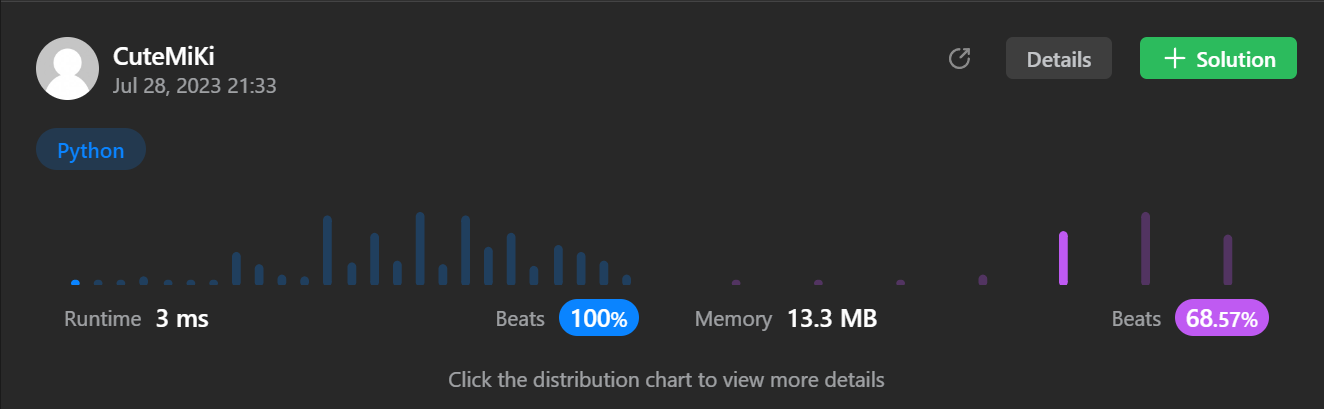 CuteMiKi
Jul 28, 2023 21:33
Details
Solution
Python
Runtime 3 ms Beats 100% Memory 13.3 MB Beats 68.57%
Click the distribution chart to view more details